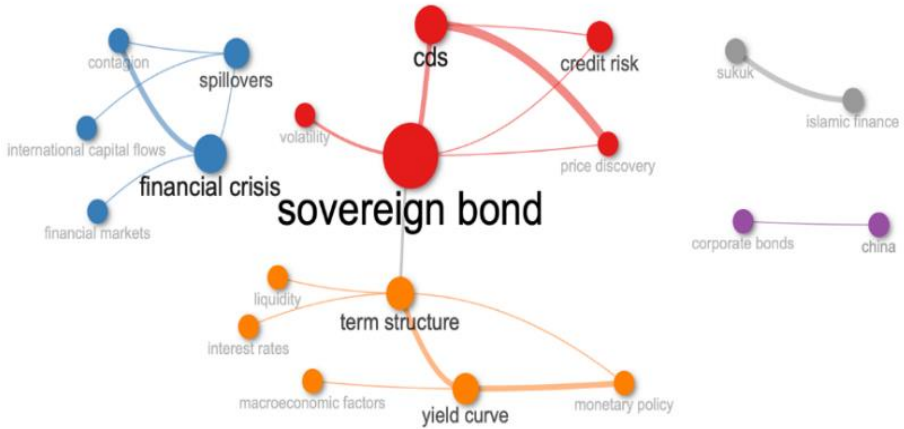 contagion
spillovers
international capital flows
financial crisis
financial markets
cds
credit risk
volatility
price discovery
sovereign bond
sukuk
islamic finance
corporate bonds
china
liquidity
term structure
interest rates
macroeconomic factors
yield curve
monetary policy